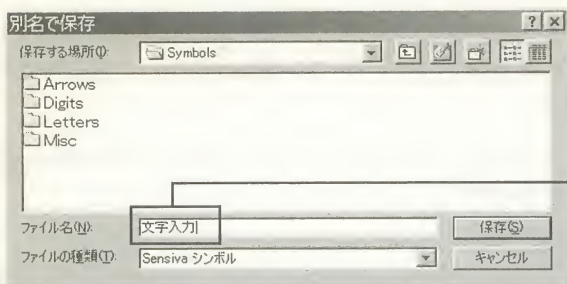 別名で保存
保存する場所(I): Symbols
Arrows
Digits
Letters
Misc
ファイル名(N): 文字入力 保存(S)
ファイルの種類(T): Sensiva シンボル キャンセル